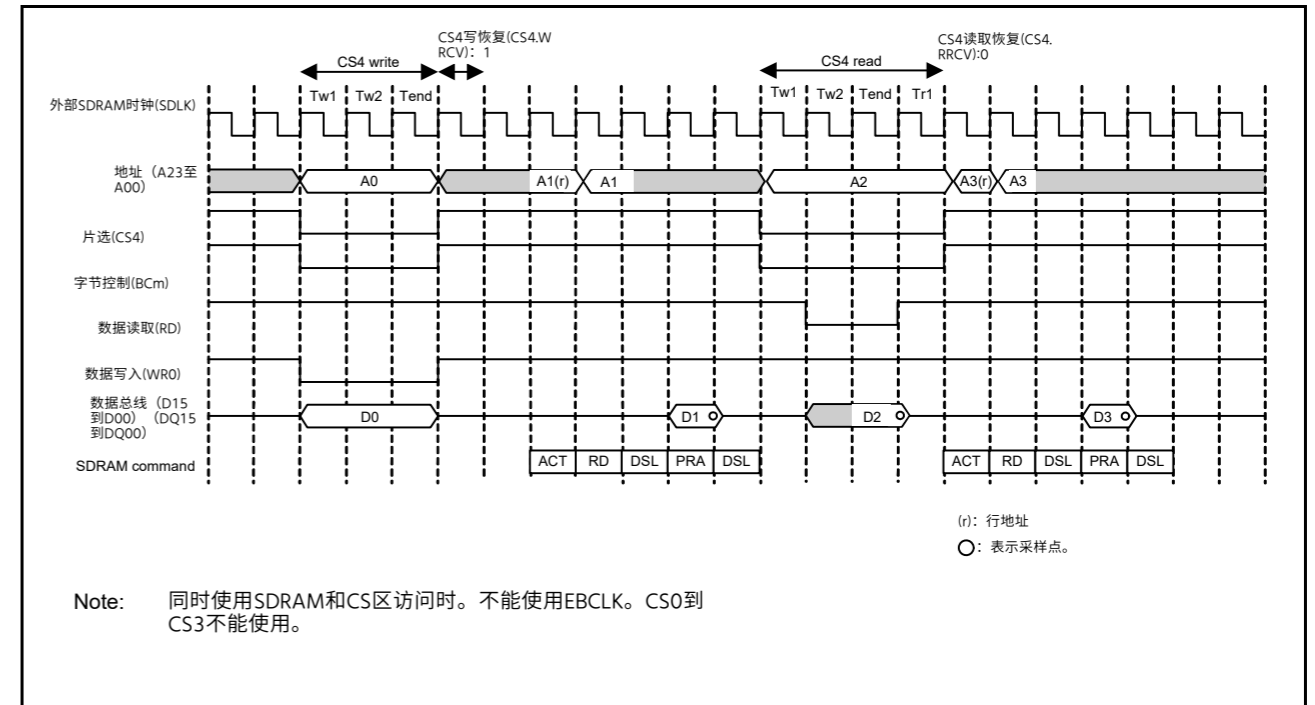 CS4写恢复(CS4.W
RCV)：1
CS4 write
CS4 read
CS4读取恢复(CS4.
RRCV):0
Tw1 Tw2 Tend
Tw1 Tw2 Tend Tr1
外部SDRAM时钟(SDLK)
地址（A23至
A00）
A0 A1(r) A1 A2 A3(r) A3
片选(CS4)
字节控制(BCm)
数据读取(RD)
数据写入(WR0)
数据总线（D15
到D00）（DQ15
到DQ00）
D0 D1 D2 D3
SDRAM command
ACT RD DSL PRA DSL
ACT RD DSL PRA DSL
(r)：行地址
：表示采样点。
Note: 同时使用SDRAM和CS区访问时。不能使用EBCLK。CS0到
CS3不能使用。